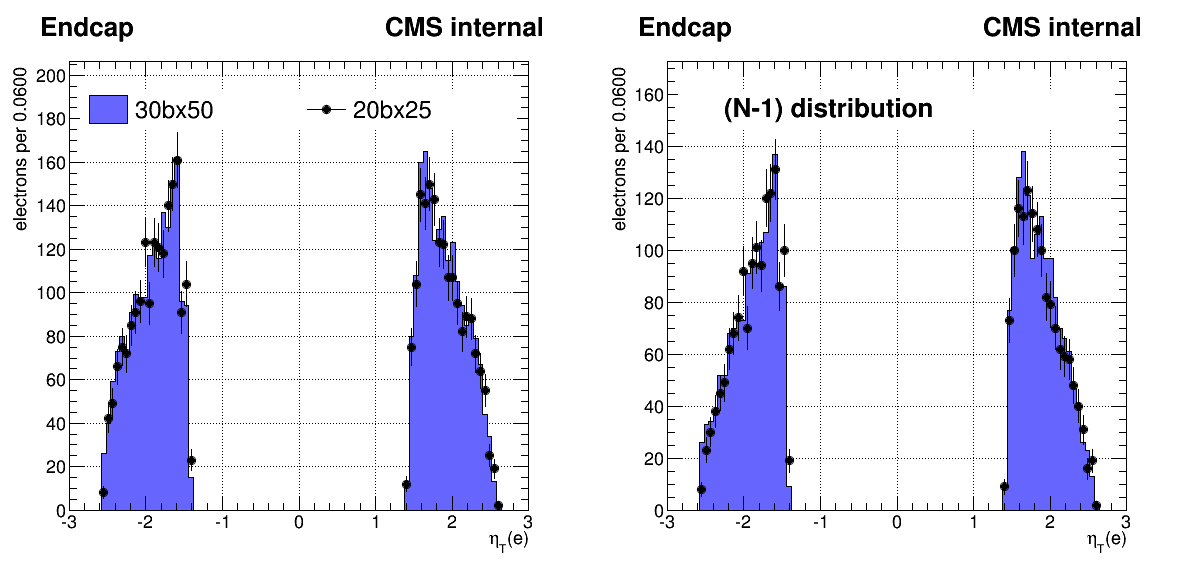 Endcap CMS internal
electrons per 0.0600
200
180
160
140
120
100
80
60
40
20
0
30bx50 20bx25
-3 -2 -1 0 1 2 3
ηT(e)
Endcap CMS internal
electrons per 0.0600
160
140
120
100
80
60
40
20
0
(N-1) distribution
-3 -2 -1 0 1 2 3
ηT(e)